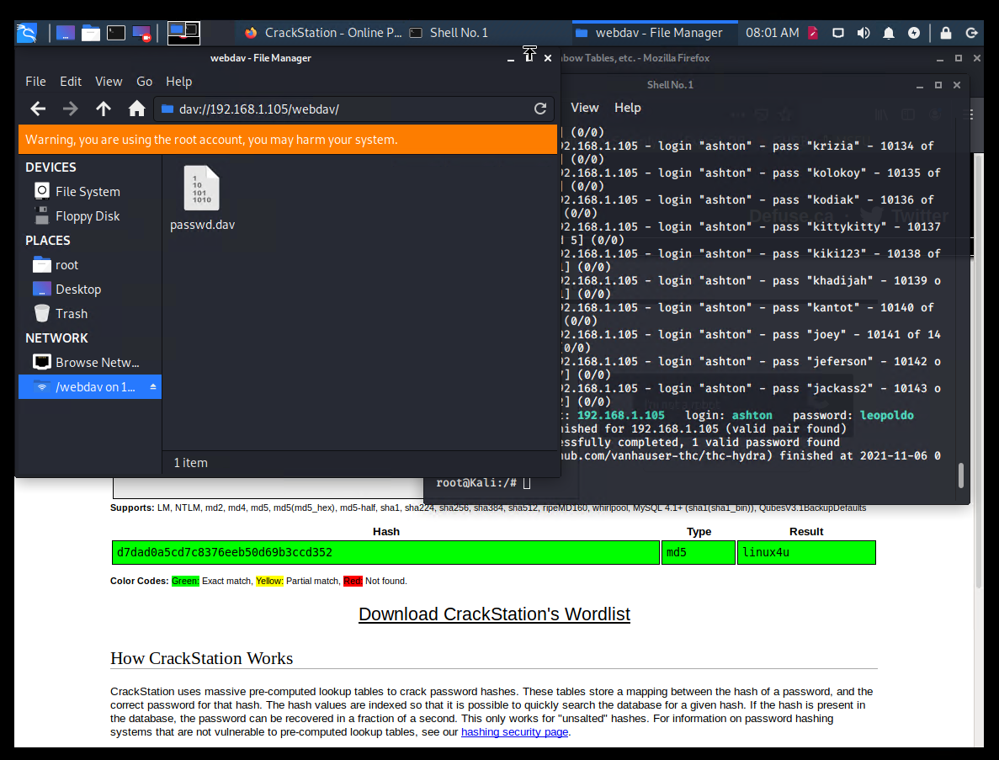 CrackStation - Online P...
Shell No. 1
webdav - File Manager
08:01 AM
webdav - File Manager
bow Tables, etc. - Mozilla Firefox
File Edit View Go Help
dav://192.168.1.105/webdav/
Warning, you are using the root account, you may harm your system.
DEVICES
File System
Floppy Disk
PLACES
root
Desktop
Trash
NETWORK
Browse Netw...
/webdav on 1...
1
10
101
1010
passwd.dav
1 item
Shell No. 1
View Help
] (0/0)
92.168.1.105 - login "ashton" - pass "krizia" - 10134 of
] (0/0)
92.168.1.105 - login "ashton" - pass "kolokoy" - 10135 of
] (0/0)
92.168.1.105 - login "ashton" - pass "kodiak" - 10136 of
(0/0)
92.168.1.105 - login "ashton" - pass "kittykitty" - 10137
d 5] (0/0)
92.168.1.105 - login "ashton" - pass "kiki123" - 10138 of
1] (0/0)
92.168.1.105 - login "ashton" - pass "khadijah" - 10139 o
1] (0/0)
92.168.1.105 - login "ashton" - pass "kantot" - 10140 of
(0/0)
92.168.1.105 - login "ashton" - pass "joey" - 10141 of 14
(0/0)
92.168.1.105 - login "ashton" - pass "jeferson" - 10142 o
7] (0/0)
92.168.1.105 - login "ashton" - pass "jackass2" - 10143 o
2] (0/0)
t: 192.168.1.105 login: ashton password: leopoldo
nished for 192.168.1.105 (valid pair found)
essfully completed, 1 valid password found
hub.com/vanhauser-thc/thc-hydra) finished at 2021-11-06 0
root@Kali:/#
Defuse.ca · Twitter
Supports: LM, NTLM, md2, md4, md5, md5(md5_hex), md5-half, sha1, sha224, sha256, sha384, sha512, ripeMD160, whirlpool, MySQL 4.1+ (sha1(sha1_bin)), QubesV3.1BackupDefaults
Hash Type Result
d7dad0a5cd7c8376eeb50d69b3ccd352 md5 linux4u
Color Codes: Green: Exact match, Yellow: Partial match, Red: Not found.
Download CrackStation's Wordlist
How CrackStation Works
CrackStation uses massive pre-computed lookup tables to crack password hashes. These tables store a mapping between the hash of a password, and the
correct password for that hash. The hash values are indexed so that it is possible to quickly search the database for a given hash. If the hash is present in
the database, the password can be recovered in a fraction of a second. This only works for "unsalted" hashes. For information on password hashing
systems that are not vulnerable to pre-computed lookup tables, see our hashing security page.